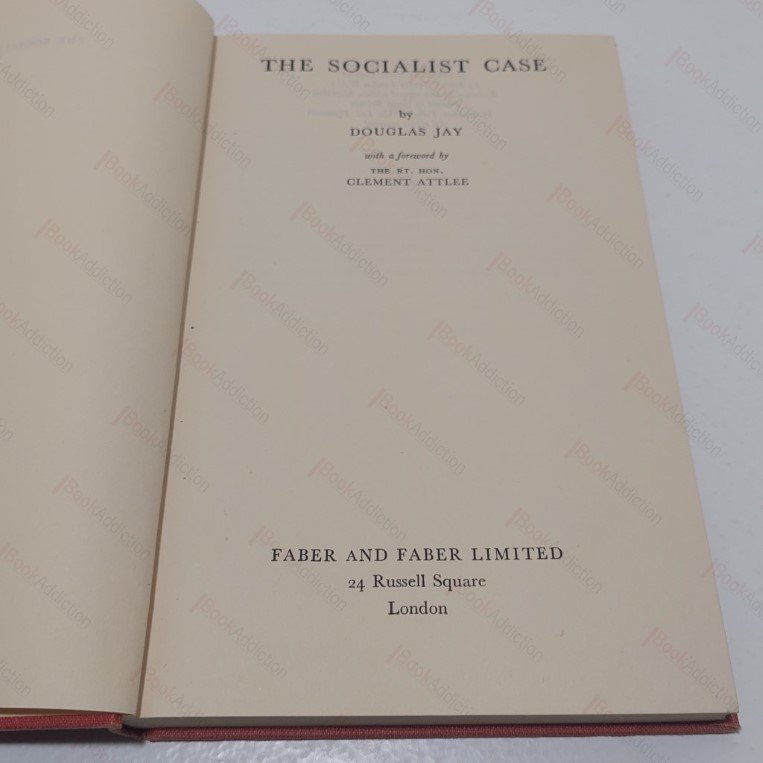 THE SOCIALIST CASE
by
DOUGLAS JAY
with a foreword by
THE RT. HON.
CLEMENT ATTLEE
FABER AND FABER LIMITED
24 Russell Square
London
BookAddiction